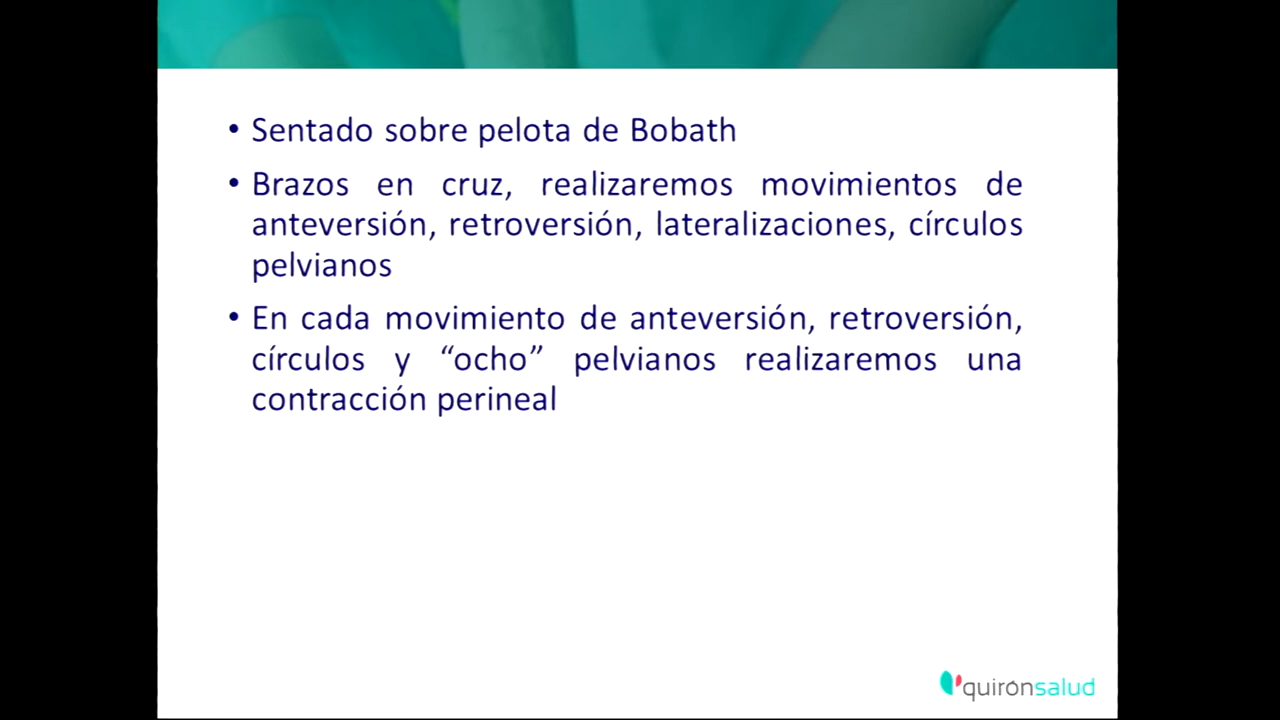 • Sentado sobre pelota de Bobath
• Brazos en cruz, realizaremos movimientos de
anteversión, retroversión, lateralizaciones, círculos
pelvianos
• En cada movimiento de anteversión, retroversión,
círculos y “ocho” pelvianos realizaremos una
contracción perineal
quirónsalud